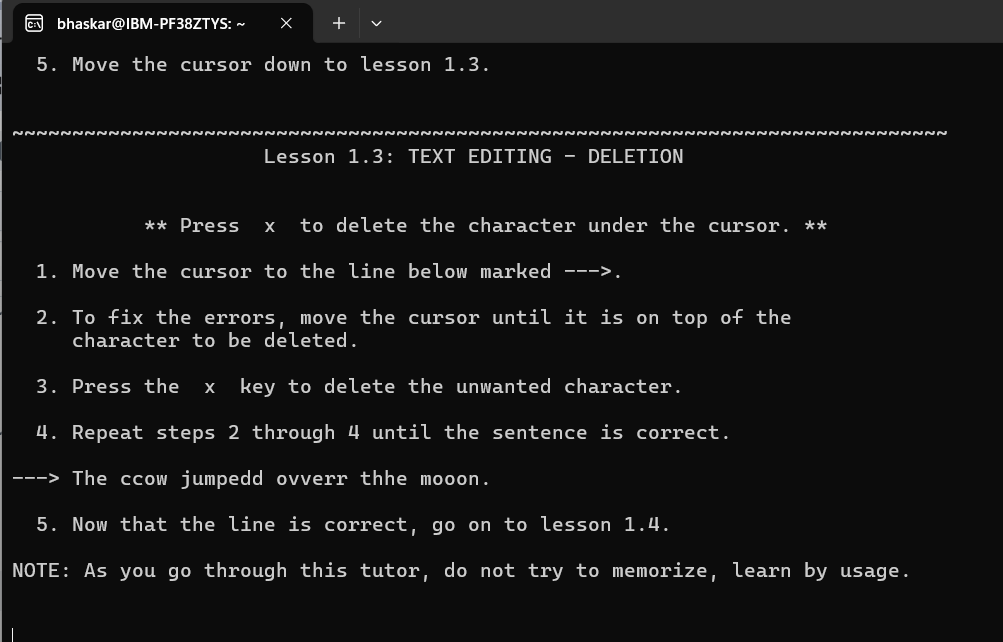 bhaskar@IBM-PF38ZTYS: ~
5. Move the cursor down to lesson 1.3.
~~~~~~~~~~~~~~~~~~~~~~~~~~~~~~~~~~~~~~~~~~~~~~~~~~~~~~~~~~~~~~~~~~~~~~~~~~~~~~
Lesson 1.3: TEXT EDITING - DELETION
** Press  x  to delete the character under the cursor. **
1. Move the cursor to the line below marked --->.
2. To fix the errors, move the cursor until it is on top of the
character to be deleted.
3. Press the  x  key to delete the unwanted character.
4. Repeat steps 2 through 4 until the sentence is correct.
---> The ccow jumpedd ovverr thhe mooon.
5. Now that the line is correct, go on to lesson 1.4.
NOTE: As you go through this tutor, do not try to memorize, learn by usage.